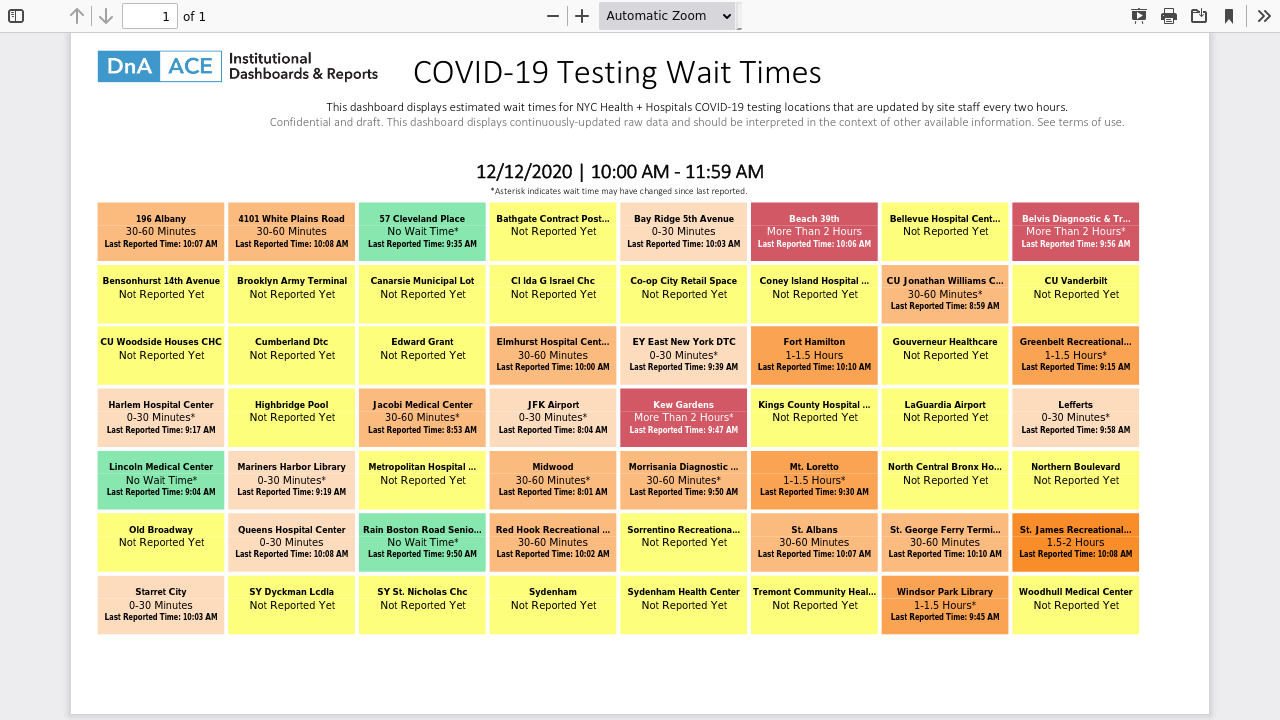 1 of 1 Automatic Zoom
DnA ACE Institutional
Dashboards & Reports
COVID-19 Testing Wait Times
This dashboard displays estimated wait times for NYC Health + Hospitals COVID-19 testing locations that are updated by site staff every two hours.
Confidential and draft. This dashboard displays continuously-updated raw data and should be interpreted in the context of other available information. See terms of use.
12/12/2020 | 10:00 AM - 11:59 AM
*Asterisk indicates wait time may have changed since last reported.
196 Albany
30-60 Minutes
Last Reported Time: 10:07 AM
4101 White Plains Road
30-60 Minutes
Last Reported Time: 10:08 AM
57 Cleveland Place
No Wait Time*
Last Reported Time: 9:35 AM
Bathgate Contract Post...
Not Reported Yet
Bay Ridge 5th Avenue
0-30 Minutes
Last Reported Time: 10:03 AM
Beach 39th
More Than 2 Hours
Last Reported Time: 10:06 AM
Bellevue Hospital Cent...
Not Reported Yet
Belvis Diagnostic & Tr...
More Than 2 Hours*
Last Reported Time: 9:56 AM
Bensonhurst 14th Avenue
Not Reported Yet
Brooklyn Army Terminal
Not Reported Yet
Canarsie Municipal Lot
Not Reported Yet
Cl Ida G Israel Chc
Not Reported Yet
Co-op City Retail Space
Not Reported Yet
Coney Island Hospital ...
Not Reported Yet
CU Jonathan Williams C...
30-60 Minutes*
Last Reported Time: 8:59 AM
CU Vanderbilt
Not Reported Yet
CU Woodside Houses CHC
Not Reported Yet
Cumberland Dtc
Not Reported Yet
Edward Grant
Not Reported Yet
Elmhurst Hospital Cent...
30-60 Minutes
Last Reported Time: 10:00 AM
EY East New York DTC
0-30 Minutes*
Last Reported Time: 9:39 AM
Fort Hamilton
1-1.5 Hours
Last Reported Time: 10:10 AM
Gouverneur Healthcare
Not Reported Yet
Greenbelt Recreational...
1-1.5 Hours*
Last Reported Time: 9:15 AM
Harlem Hospital Center
0-30 Minutes*
Last Reported Time: 9:17 AM
Highbridge Pool
Not Reported Yet
Jacobi Medical Center
30-60 Minutes*
Last Reported Time: 8:53 AM
JFK Airport
0-30 Minutes*
Last Reported Time: 8:04 AM
Kew Gardens
More Than 2 Hours*
Last Reported Time: 9:47 AM
Kings County Hospital ...
Not Reported Yet
LaGuardia Airport
Not Reported Yet
Lefferts
0-30 Minutes*
Last Reported Time: 9:58 AM
Lincoln Medical Center
No Wait Time*
Last Reported Time: 9:04 AM
Mariners Harbor Library
0-30 Minutes*
Last Reported Time: 9:19 AM
Metropolitan Hospital ...
Not Reported Yet
Midwood
30-60 Minutes*
Last Reported Time: 8:01 AM
Morrisania Diagnostic ...
30-60 Minutes*
Last Reported Time: 9:50 AM
Mt. Loretto
1-1.5 Hours*
Last Reported Time: 9:30 AM
North Central Bronx Ho...
Not Reported Yet
Northern Boulevard
Not Reported Yet
Old Broadway
Not Reported Yet
Queens Hospital Center
0-30 Minutes
Last Reported Time: 10:08 AM
Rain Boston Road Senio...
No Wait Time*
Last Reported Time: 9:50 AM
Red Hook Recreational ...
30-60 Minutes
Last Reported Time: 10:02 AM
Sorrentino Recreationa...
Not Reported Yet
St. Albans
30-60 Minutes
Last Reported Time: 10:07 AM
St. George Ferry Termi...
30-60 Minutes
Last Reported Time: 10:10 AM
St. James Recreational...
1.5-2 Hours
Last Reported Time: 10:08 AM
Starret City
0-30 Minutes
Last Reported Time: 10:03 AM
SY Dyckman Lcdla
Not Reported Yet
SY St. Nicholas Chc
Not Reported Yet
Sydenham
Not Reported Yet
Sydenham Health Center
Not Reported Yet
Tremont Community Heal...
Not Reported Yet
Windsor Park Library
1-1.5 Hours*
Last Reported Time: 9:45 AM
Woodhull Medical Center
Not Reported Yet